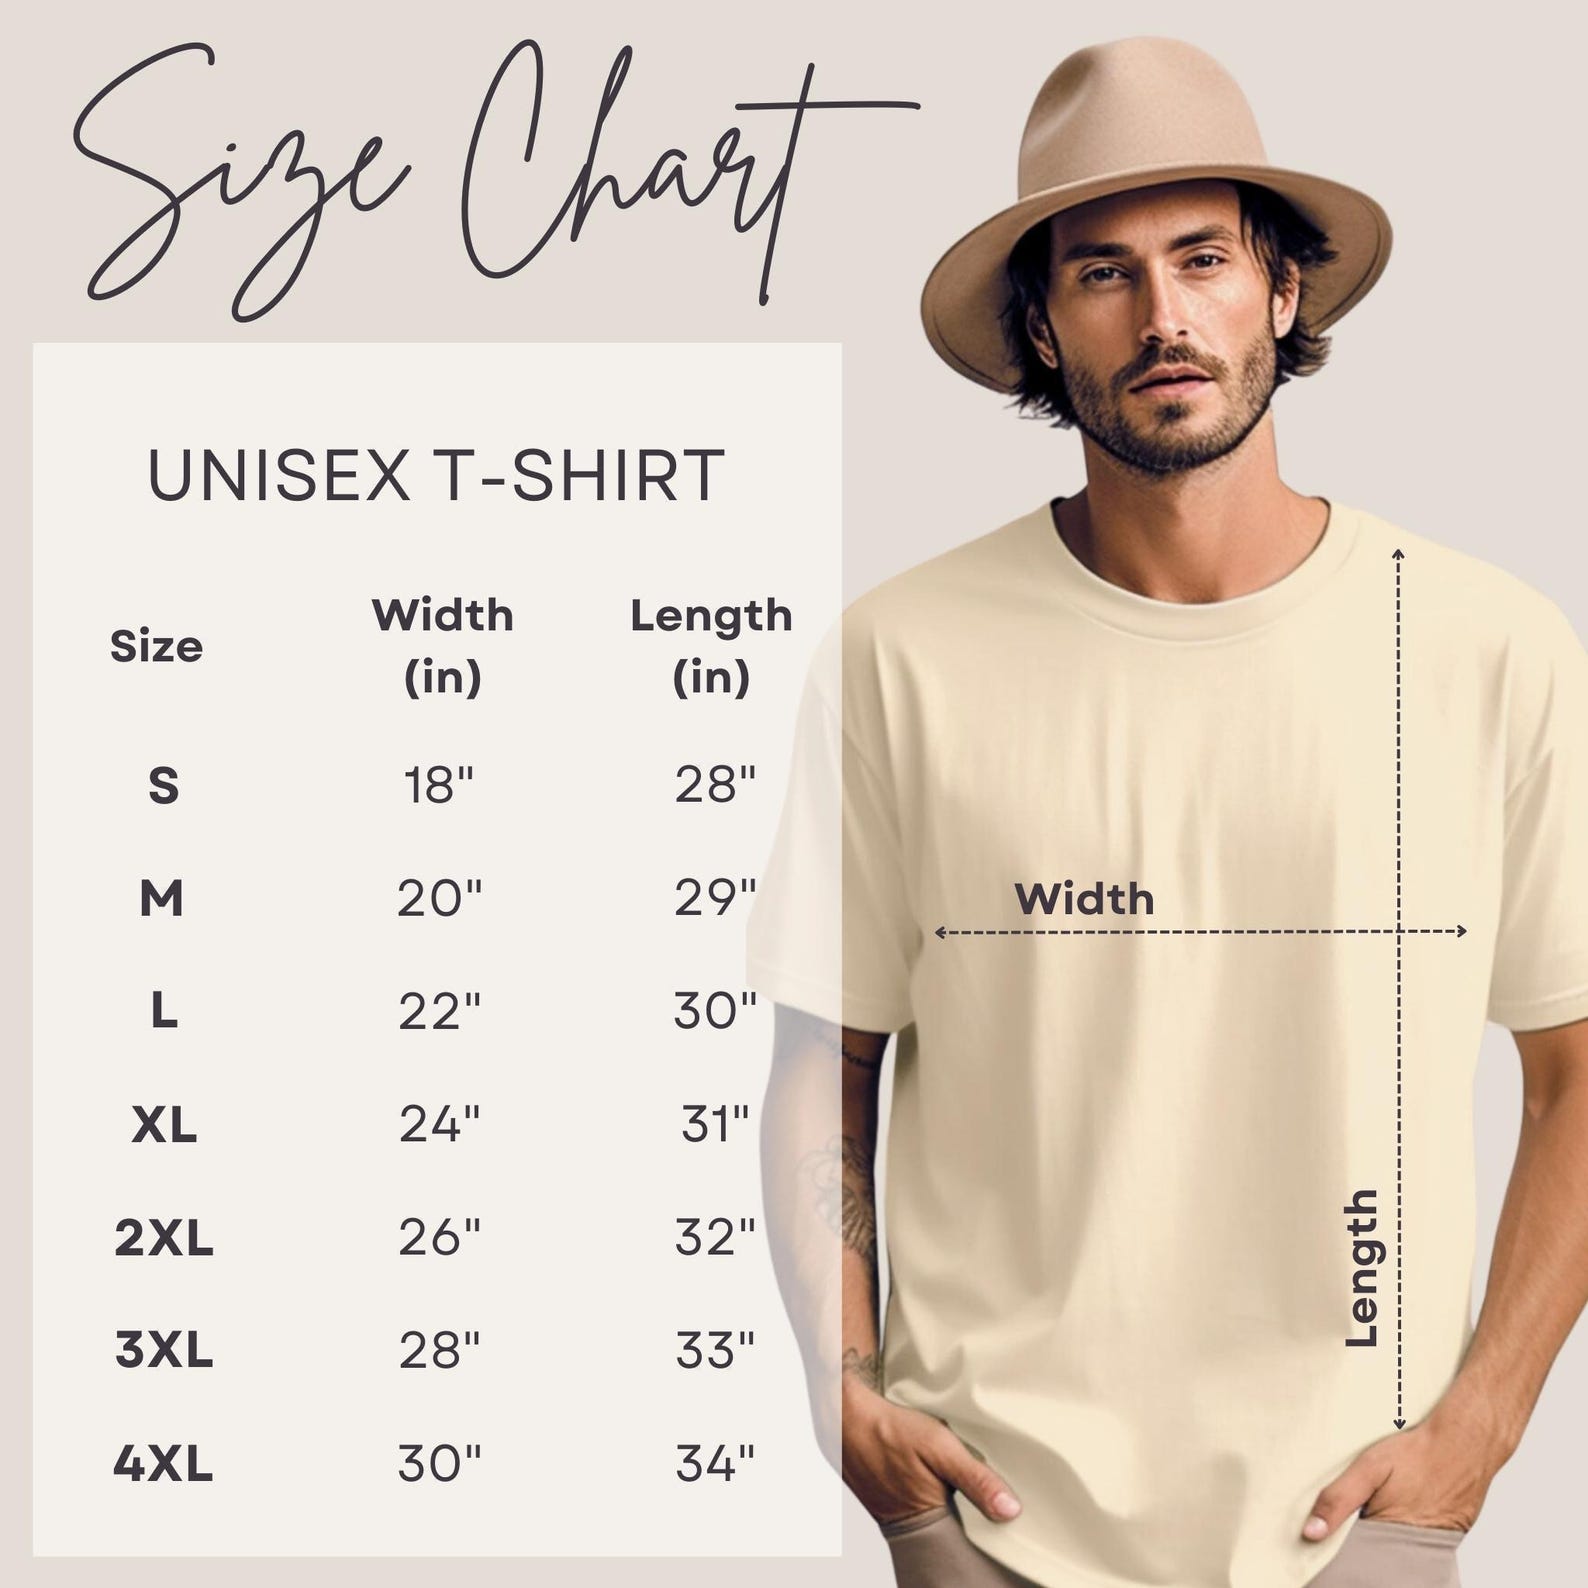 Size Chart
UNISEX T-SHIRT
Size Width (in) Length (in)
S 18" 28"
M 20" 29"
L 22" 30"
XL 24" 31"
2XL 26" 32"
3XL 28" 33"
4XL 30" 34"
Width
Length